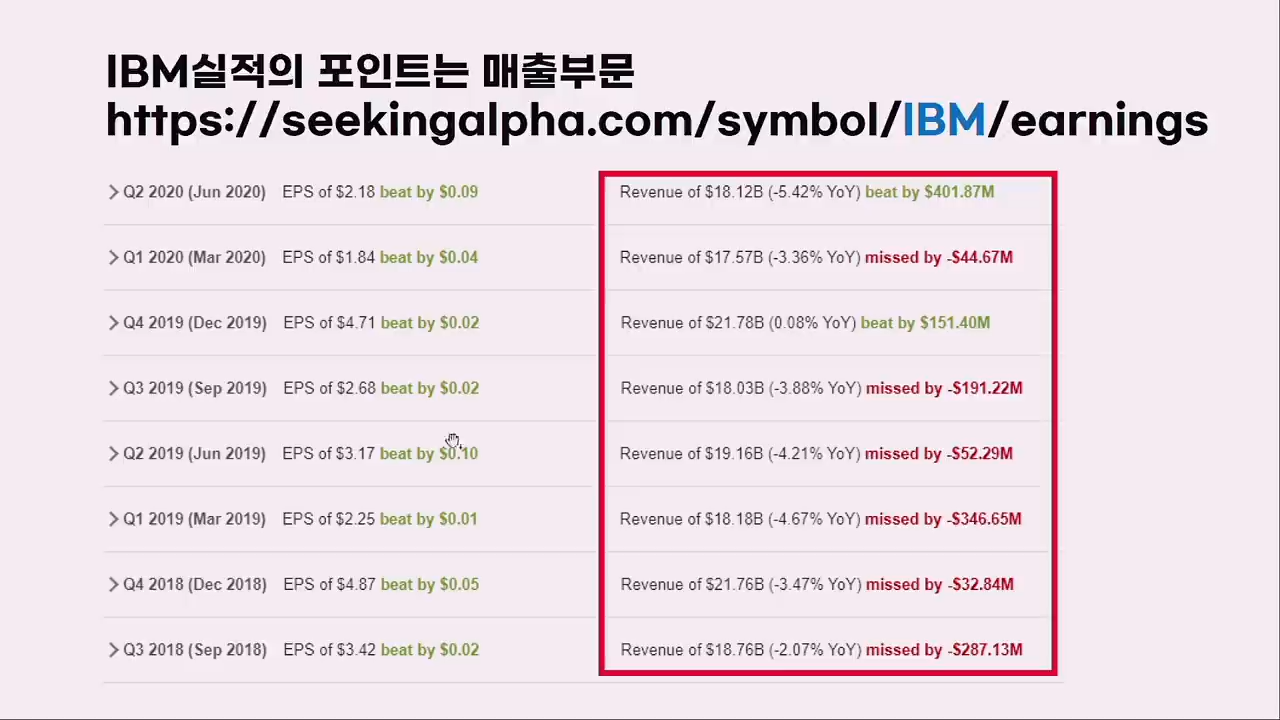 IBM실적의 포인트는 매출부문
https://seekingalpha.com/symbol/IBM/earnings
Q2 2020 (Jun 2020) EPS of $2.18 beat by $0.09 Revenue of $18.12B (-5.42% YoY) beat by $401.87M
Q1 2020 (Mar 2020) EPS of $1.84 beat by $0.04 Revenue of $17.57B (-3.36% YoY) missed by -$44.67M
Q4 2019 (Dec 2019) EPS of $4.71 beat by $0.02 Revenue of $21.78B (0.08% YoY) beat by $151.40M
Q3 2019 (Sep 2019) EPS of $2.68 beat by $0.02 Revenue of $18.03B (-3.88% YoY) missed by -$191.22M
Q2 2019 (Jun 2019) EPS of $3.17 beat by $0.10 Revenue of $19.16B (-4.21% YoY) missed by -$52.29M
Q1 2019 (Mar 2019) EPS of $2.25 beat by $0.01 Revenue of $18.18B (-4.67% YoY) missed by -$346.65M
Q4 2018 (Dec 2018) EPS of $4.87 beat by $0.05 Revenue of $21.76B (-3.47% YoY) missed by -$32.84M
Q3 2018 (Sep 2018) EPS of $3.42 beat by $0.02 Revenue of $18.76B (-2.07% YoY) missed by -$287.13M